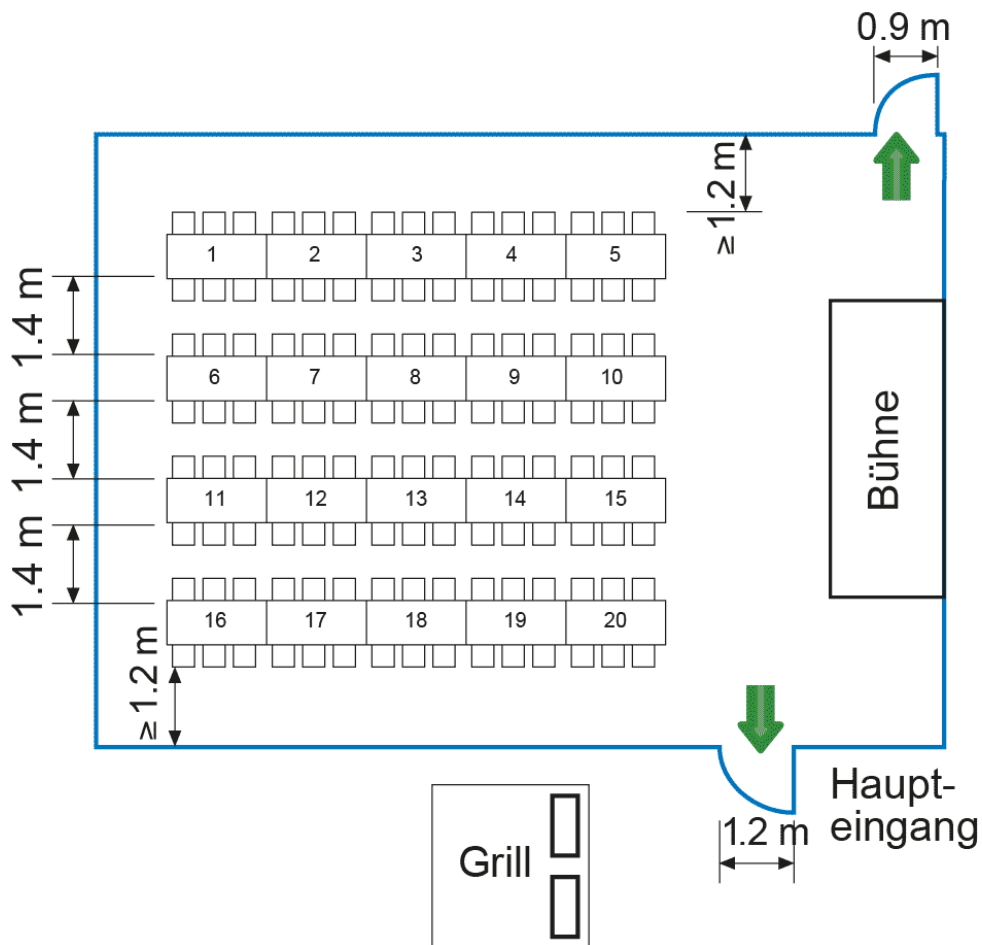 0.9 m
≥1.2 m
1 2 3 4 5
1.4 m
6 7 8 9 10
1.4 m
Bühne
11 12 13 14 15
1.4 m
16 17 18 19 20
≥1.2 m
Haupt-
eingang
1.2 m
Grill